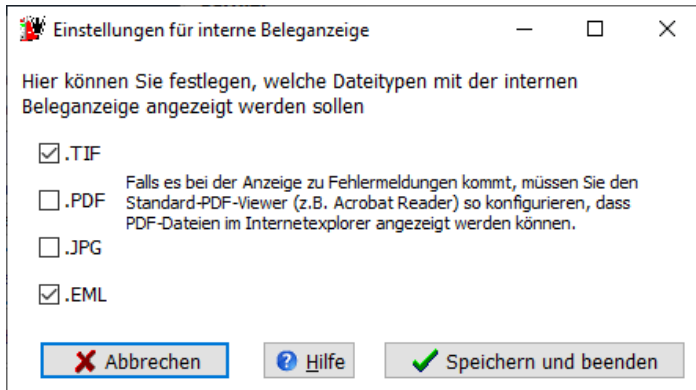 Einstellungen für interne Beleganzeige
Hier können Sie festlegen, welche Dateitypen mit der internen
Beleganzeige angezeigt werden sollen
.TIF
Falls es bei der Anzeige zu Fehlermeldungen kommt, müssen Sie den
.PDF Standard-PDF-Viewer (z.B. Acrobat Reader) so konfigurieren, dass
PDF-Dateien im Internetexplorer angezeigt werden können.
.JPG
.EML
Abbrechen
Hilfe
Speichern und beenden